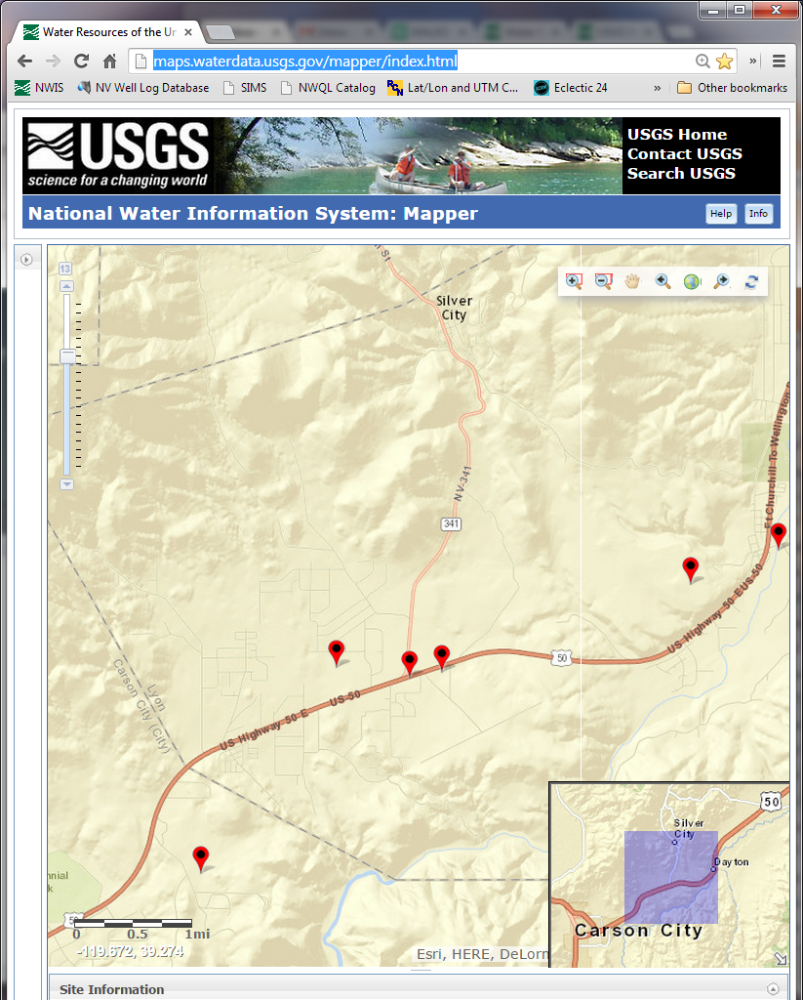 Water Resources of the Ur
maps.waterdata.usgs.gov/mapper/index.html
NWIS
NV Well Log Database
SIMS
NWQL Catalog
RCN
Lat/Lon and UTM C...
Eclectic 24
»
Other bookmarks
USGS
science for a changing world
USGS Home
Contact USGS
Search USGS
National Water Information System: Mapper
Help
Info
13
n St
Silver
City
NV-341
341
Ft Churchill To Wellington
US Highway 50 E
US-50
50
Lyon
Carson City (City)
US Highway 50 E
US 50
nnial
k
50
0 0.5 1mi
-119.672, 39.274
Esri, HERE, DeLorm
50
Silver
City
Dayton
Carson City
Site Information